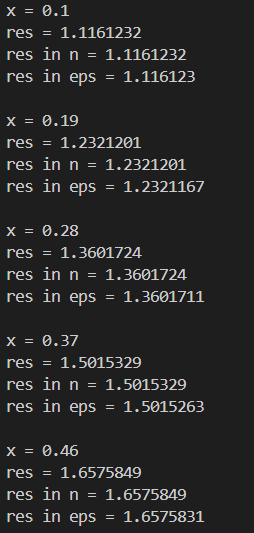 x = 0.1
res = 1.1161232
res in n = 1.1161232
res in eps = 1.116123

x = 0.19
res = 1.2321201
res in n = 1.2321201
res in eps = 1.2321167

x = 0.28
res = 1.3601724
res in n = 1.3601724
res in eps = 1.3601711

x = 0.37
res = 1.5015329
res in n = 1.5015329
res in eps = 1.5015263

x = 0.46
res = 1.6575849
res in n = 1.6575849
res in eps = 1.6575831